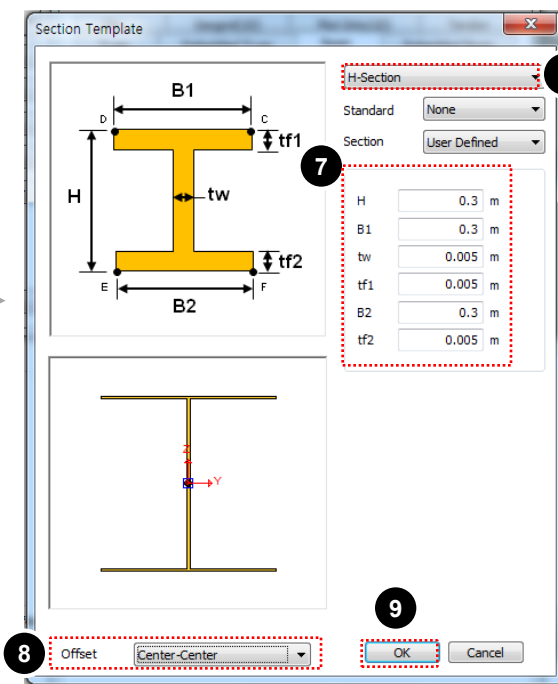 Section Template
B1
D
C
tf1
H
tw
tf2
E
F
B2
H-Section
Standard None
Section User Defined
7
H 0.3 m
B1 0.3 m
tw 0.005 m
tf1 0.005 m
B2 0.3 m
tf2 0.005 m
Z
Y
9
8 Offset Center-Center
OK Cancel